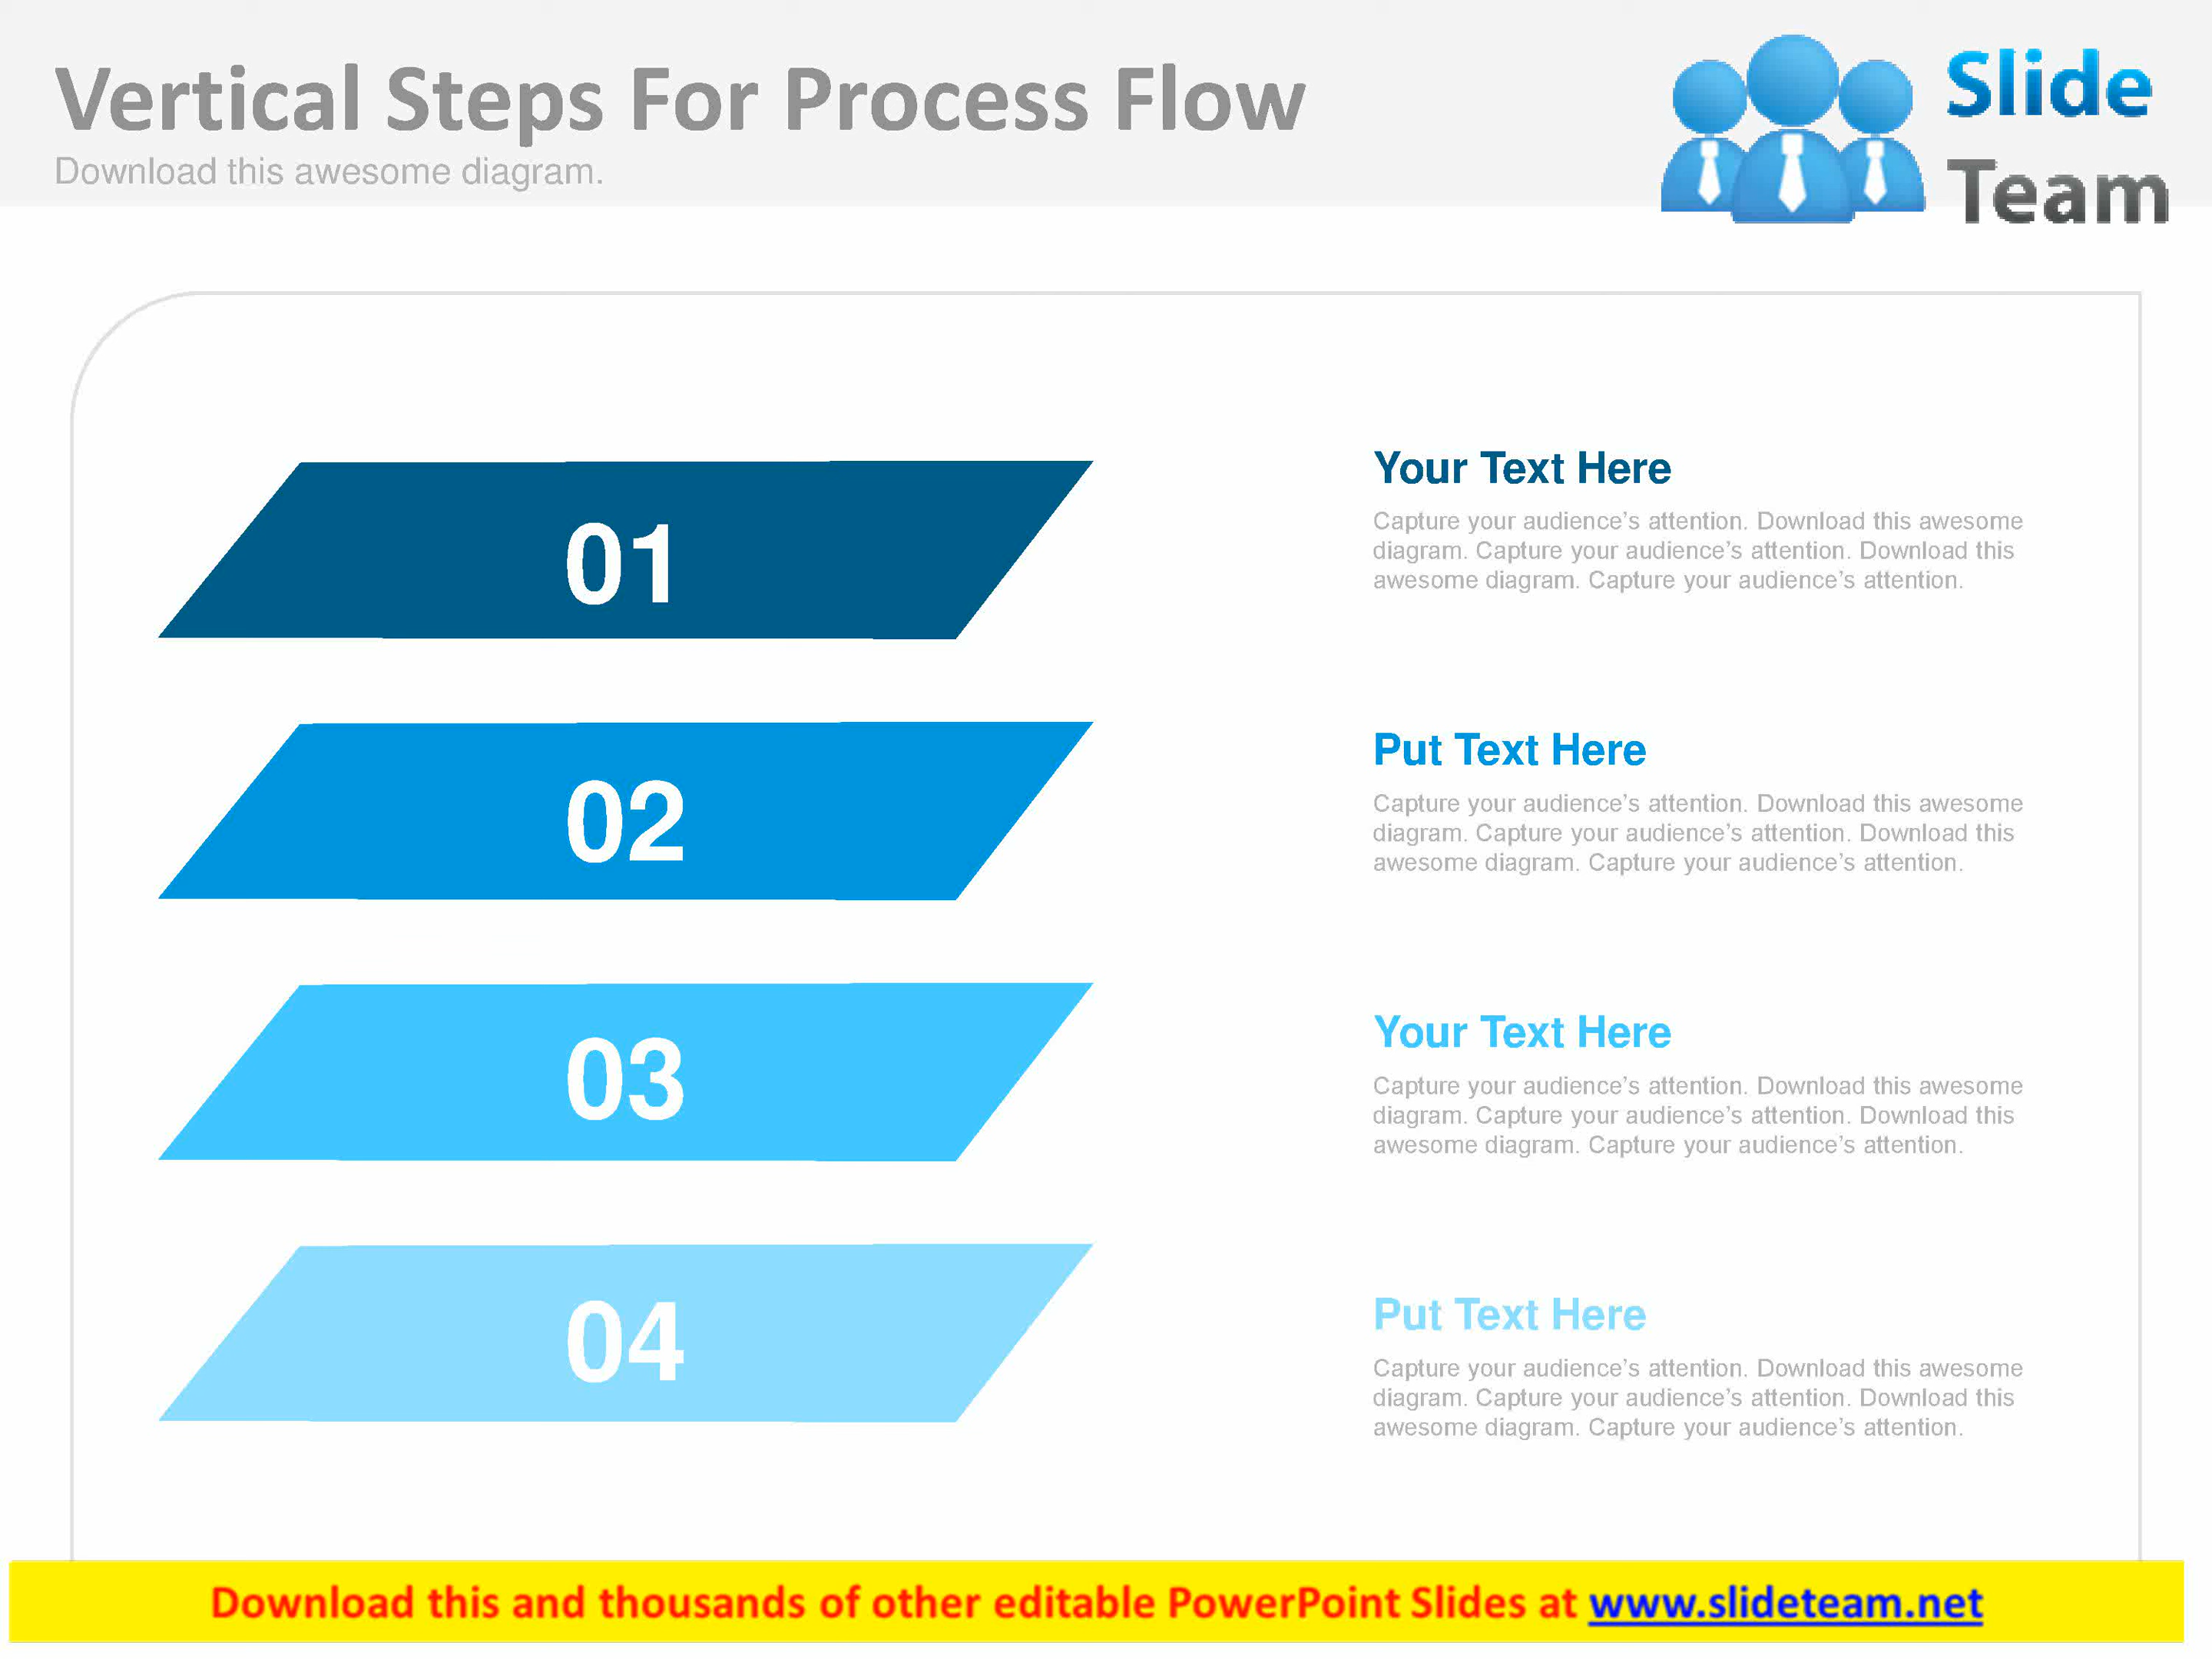 Vertical Steps For Process Flow
Download this awesome diagram.
Slide
Team
01
Your Text Here
Capture your audience’s attention. Download this awesome
diagram. Capture your audience’s attention. Download this
awesome diagram. Capture your audience’s attention.
02
Put Text Here
Capture your audience’s attention. Download this awesome
diagram. Capture your audience’s attention. Download this
awesome diagram. Capture your audience’s attention.
03
Your Text Here
Capture your audience’s attention. Download this awesome
diagram. Capture your audience’s attention. Download this
awesome diagram. Capture your audience’s attention.
04
Put Text Here
Capture your audience’s attention. Download this awesome
diagram. Capture your audience’s attention. Download this
awesome diagram. Capture your audience’s attention.
Download this and thousands of other editable PowerPoint Slides at www.slideteam.net